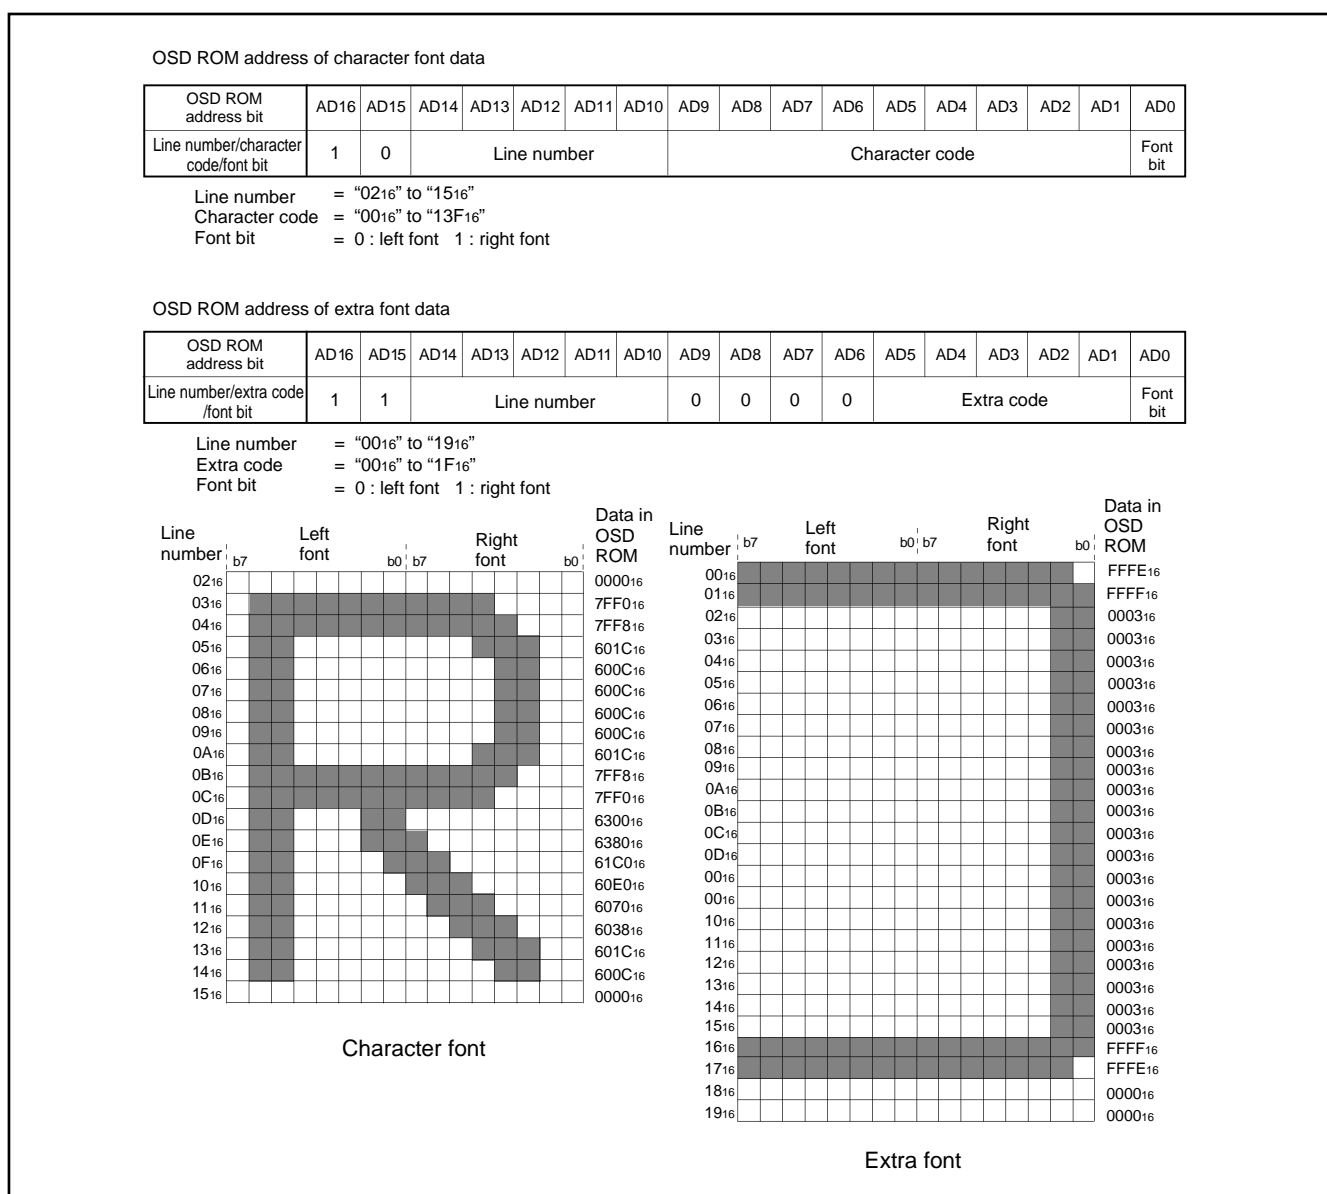 OSD ROM address of character font data
OSD ROM address bit AD16 AD15 AD14 AD13 AD12 AD11 AD10 AD9 AD8 AD7 AD6 AD5 AD4 AD3 AD2 AD1 AD0
Line number/character code/font bit 1 0 Line number Character code Font bit
Line number = “0216” to “1516”
Character code = “0016” to “13F16”
Font bit = 0 : left font 1 : right font
OSD ROM address of extra font data
OSD ROM address bit AD16 AD15 AD14 AD13 AD12 AD11 AD10 AD9 AD8 AD7 AD6 AD5 AD4 AD3 AD2 AD1 AD0
Line number/extra code /font bit 1 1 Line number 0 0 0 0 Extra code Font bit
Line number = “0016” to “1916”
Extra code = “0016” to “1F16”
Font bit = 0 : left font 1 : right font
Line number b7 Left font b0 b7 Right font b0 Data in OSD ROM
0216 000016
0316 7FF016
0416 7FF816
0516 601C16
0616 600C16
0716 600C16
0816 600C16
0916 600C16
0A16 601C16
0B16 7FF816
0C16 7FF016
0D16 630016
0E16 638016
0F16 61C016
1016 60E016
1116 607016
1216 603816
1316 601C16
1416 600C16
1516 000016
Character font
Line number b7 Left font b0 b7 Right font b0 Data in OSD ROM
0016 FFFE16
0116 FFFF16
0216 000316
0316 000316
0416 000316
0516 000316
0616 000316
0716 000316
0816 000316
0916 000316
0A16 000316
0B16 000316
0C16 000316
0D16 000316
0016 000316
0016 000316
1016 000316
1116 000316
1216 000316
1316 000316
1416 000316
1516 000316
1616 FFFF16
1716 FFFE16
1816 000016
1916 000016
Extra font